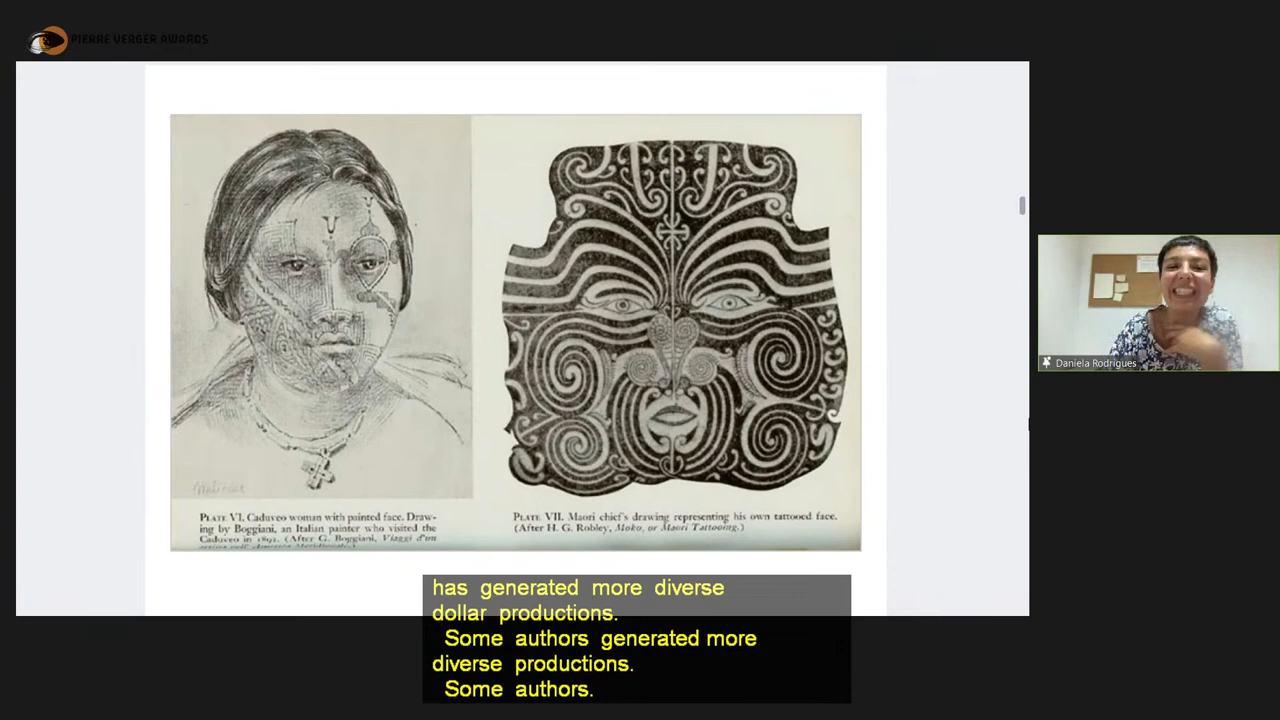 PIERRE VERGER AWARDS
PLATE VI. Caduveo woman with painted face. Draw-
ing by Boggiani, an Italian painter who visited the
Caduveo in 1892. (After G. Boggiani, Viaggi d'un
PLATE VII. Maori chief's drawing representing his own tattooed face.
(After H. G. Robley, Moko, or Maori Tattooing.)
Daniela Rodrigues
has generated more diverse
dollar productions.
Some authors generated more
diverse productions.
Some authors.